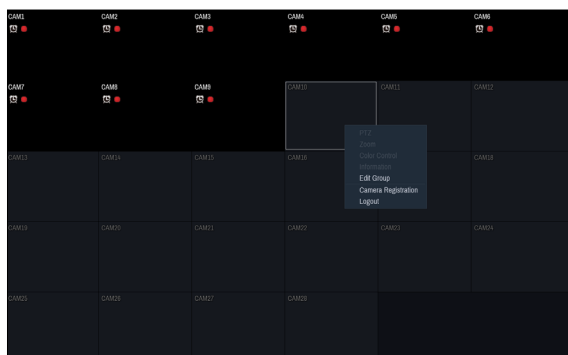 CAM1 CAM2 CAM3 CAM4 CAM5 CAM6
CAM7 CAM8 CAM9 CAM10 CAM11 CAM12
PTZ
Zoom
Color Control
Information
Edit Group
Camera Registration
Logout
CAM13 CAM14 CAM15 CAM16 CAM18
CAM19 CAM20 CAM21 CAM22 CAM23 CAM24
CAM25 CAM26 CAM27 CAM28